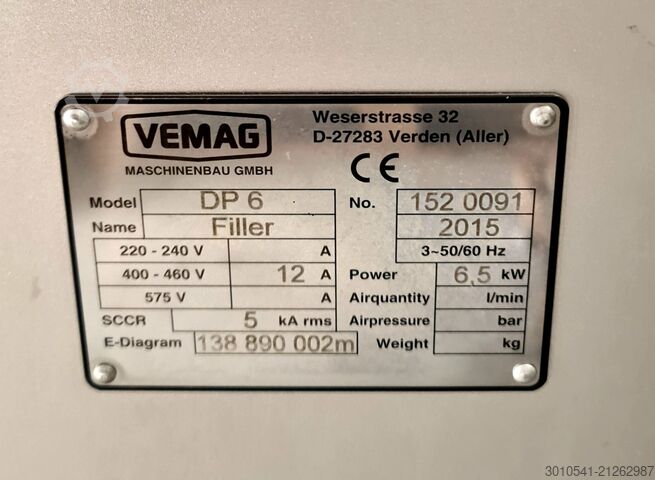 VEMAG
MASCHINENBAU GMBH
Weserstrasse 32
D-27283 Verden (Aller)
CE
Model DP 6 No. 152 0091
Name Filler 2015
220 - 240 V A 3~50/60 Hz
400 - 460 V 12 A Power 6,5 kW
575 V A Airquantity l/min
SCCR 5 kA rms Airpressure bar
E-Diagram 138 890 002m Weight kg
3010541-21262987